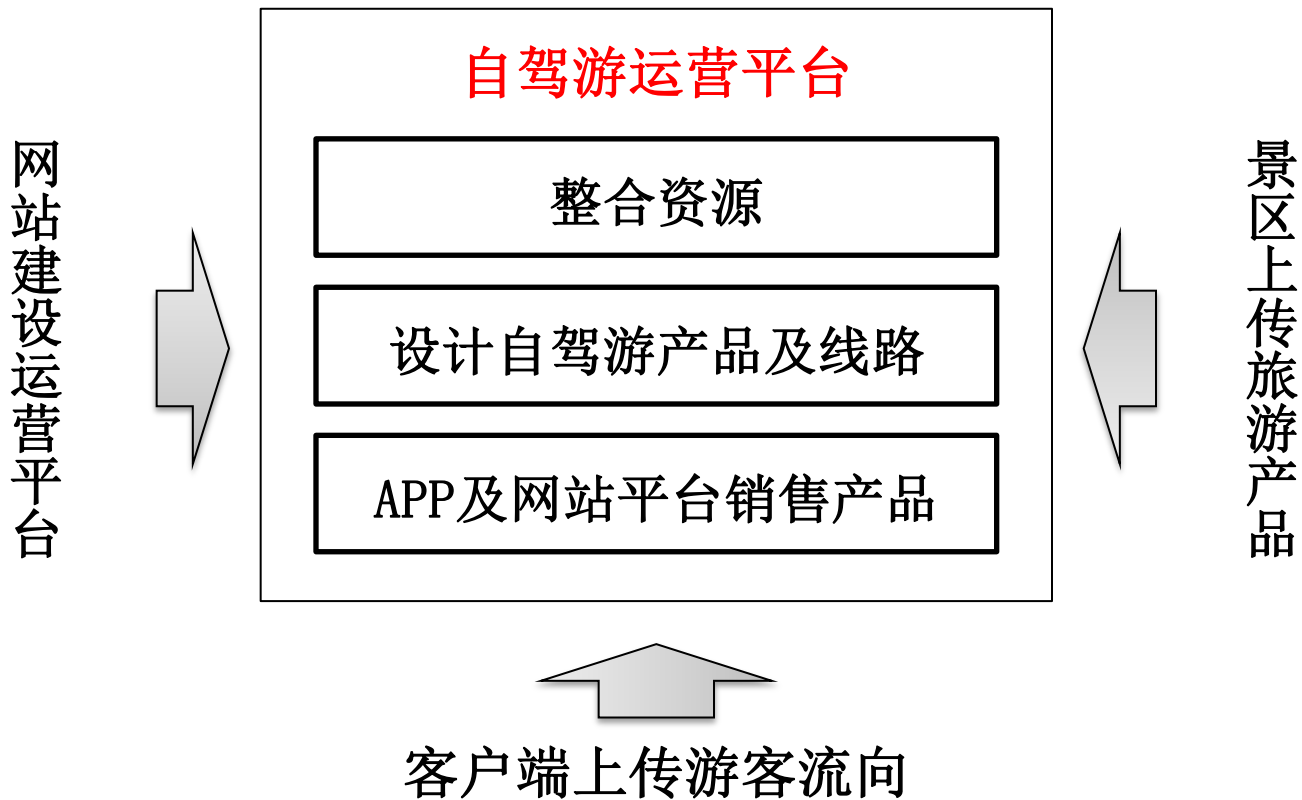 自驾游运营平台
网站建设运营平台
整合资源
设计自驾游产品及线路
APP及网站平台销售产品
景区上传旅游产品
客户端上传游客流向